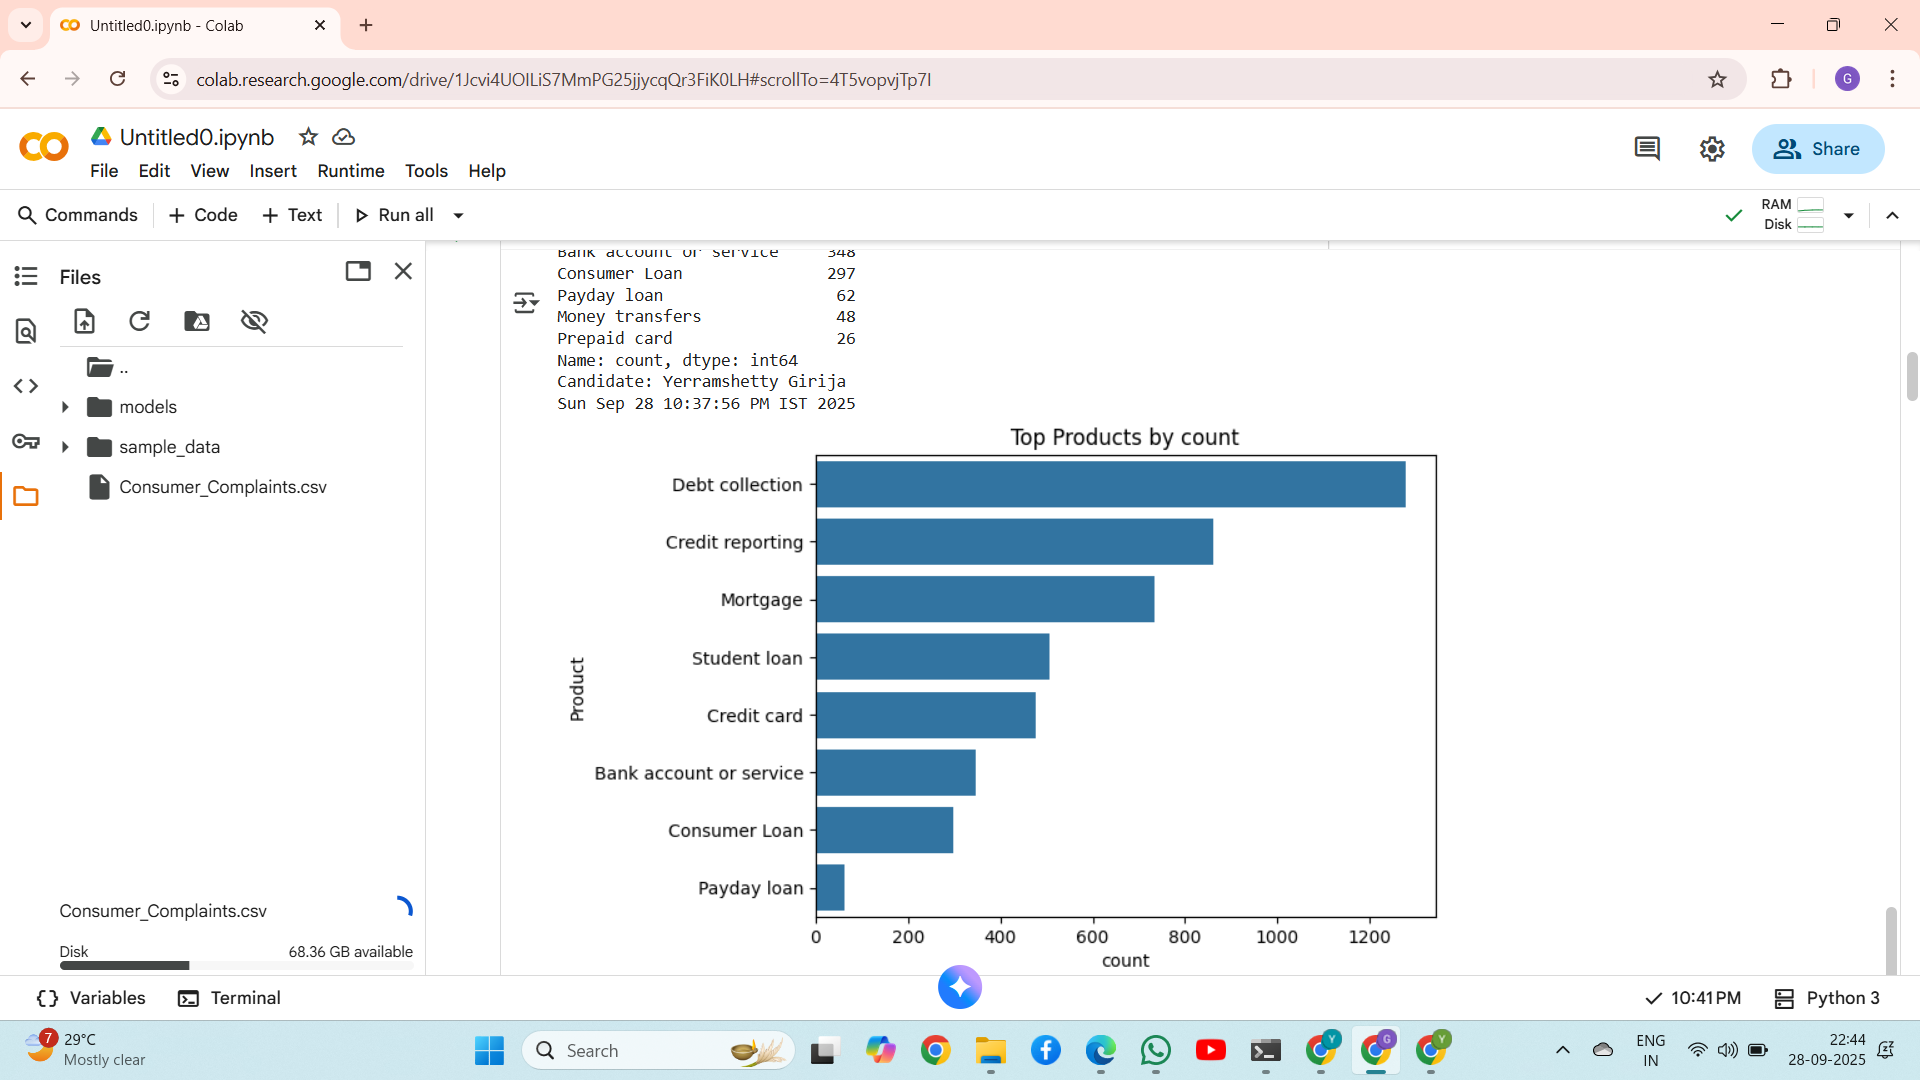 Untitled0.ipynb - Colab
colab.research.google.com/drive/1Jcvi4UOILiS7MmPG25jjycqQr3FiK0LH#scrollTo=4T5vopvjTp7I
G
Untitled0.ipynb
File Edit View Insert Runtime Tools Help
Share
Commands + Code + Text Run all
RAM
Disk
Files
..
models
sample_data
Consumer_Complaints.csv
Consumer_Complaints.csv
Disk 68.36 GB available
Bank account or service 348
Consumer Loan 297
Payday loan 62
Money transfers 48
Prepaid card 26
Name: count, dtype: int64
Candidate: Yerramshetty Girija
Sun Sep 28 10:37:56 PM IST 2025
Top Products by count
Debt collection
Credit reporting
Mortgage
Student loan
Credit card
Bank account or service
Consumer Loan
Payday loan
Product
0 200 400 600 800 1000 1200
count
Variables Terminal
10:41 PM Python 3
7
29°C
Mostly clear
Search
Y
G
Y
ENG
IN
22:44
28-09-2025